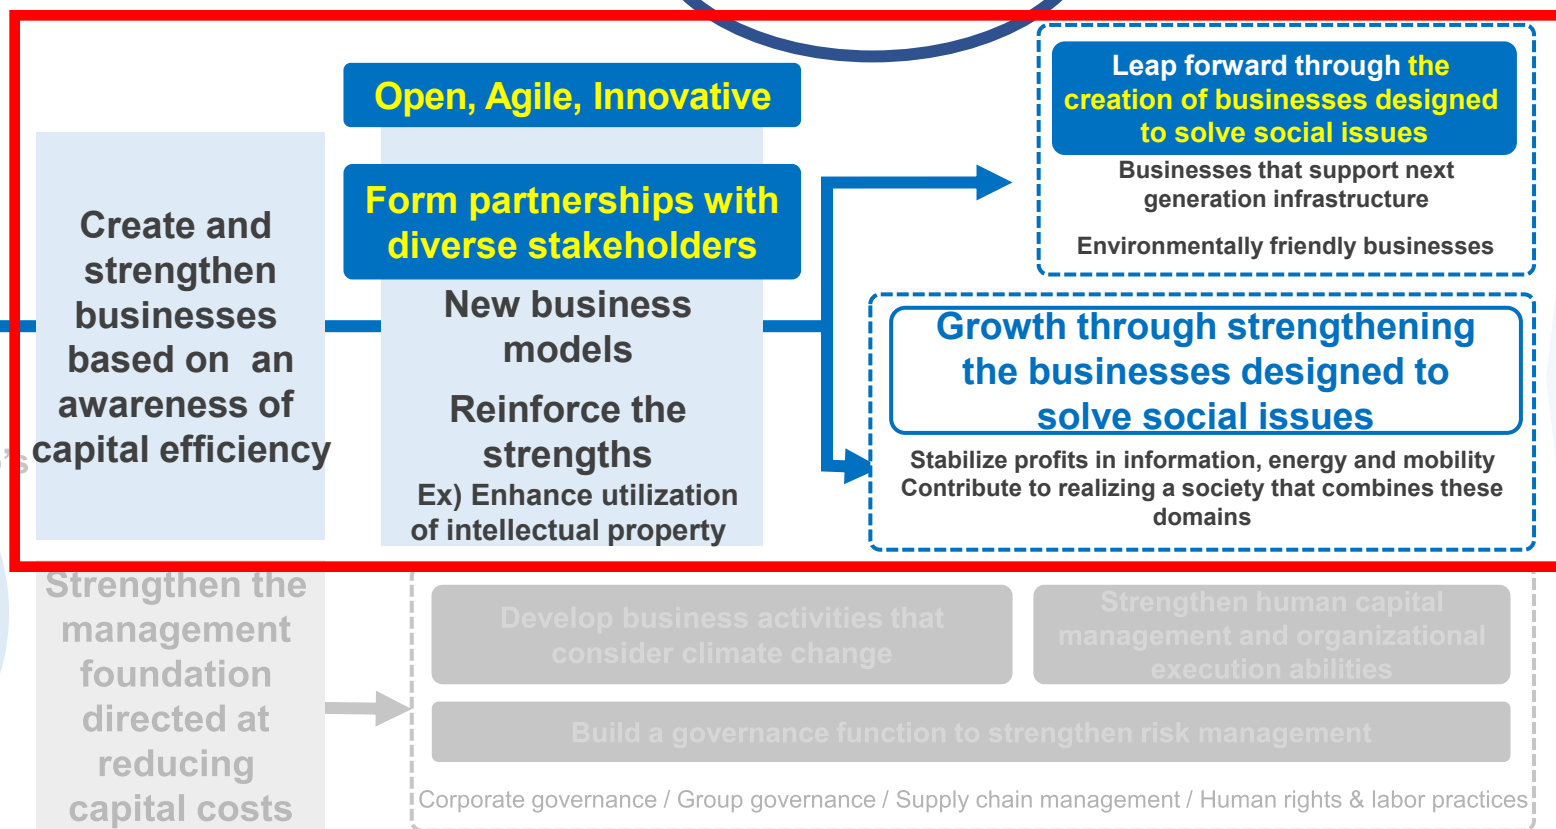 Create and
strengthen
businesses
based on an
awareness of
capital efficiency
Open, Agile, Innovative
Form partnerships with
diverse stakeholders
New business
models
Reinforce the
strengths
Ex) Enhance utilization
of intellectual property
Leap forward through the
creation of businesses designed
to solve social issues
Businesses that support next
generation infrastructure
Environmentally friendly businesses
Growth through strengthening
the businesses designed to
solve social issues
Stabilize profits in information, energy and mobility
Contribute to realizing a society that combines these
domains
Strengthen the
management
foundation
directed at
reducing
capital costs
Develop business activities that
consider climate change
Strengthen human capital
management and organizational
execution abilities
Build a governance function to strengthen risk management
Corporate governance / Group governance / Supply chain management / Human rights & labor practices